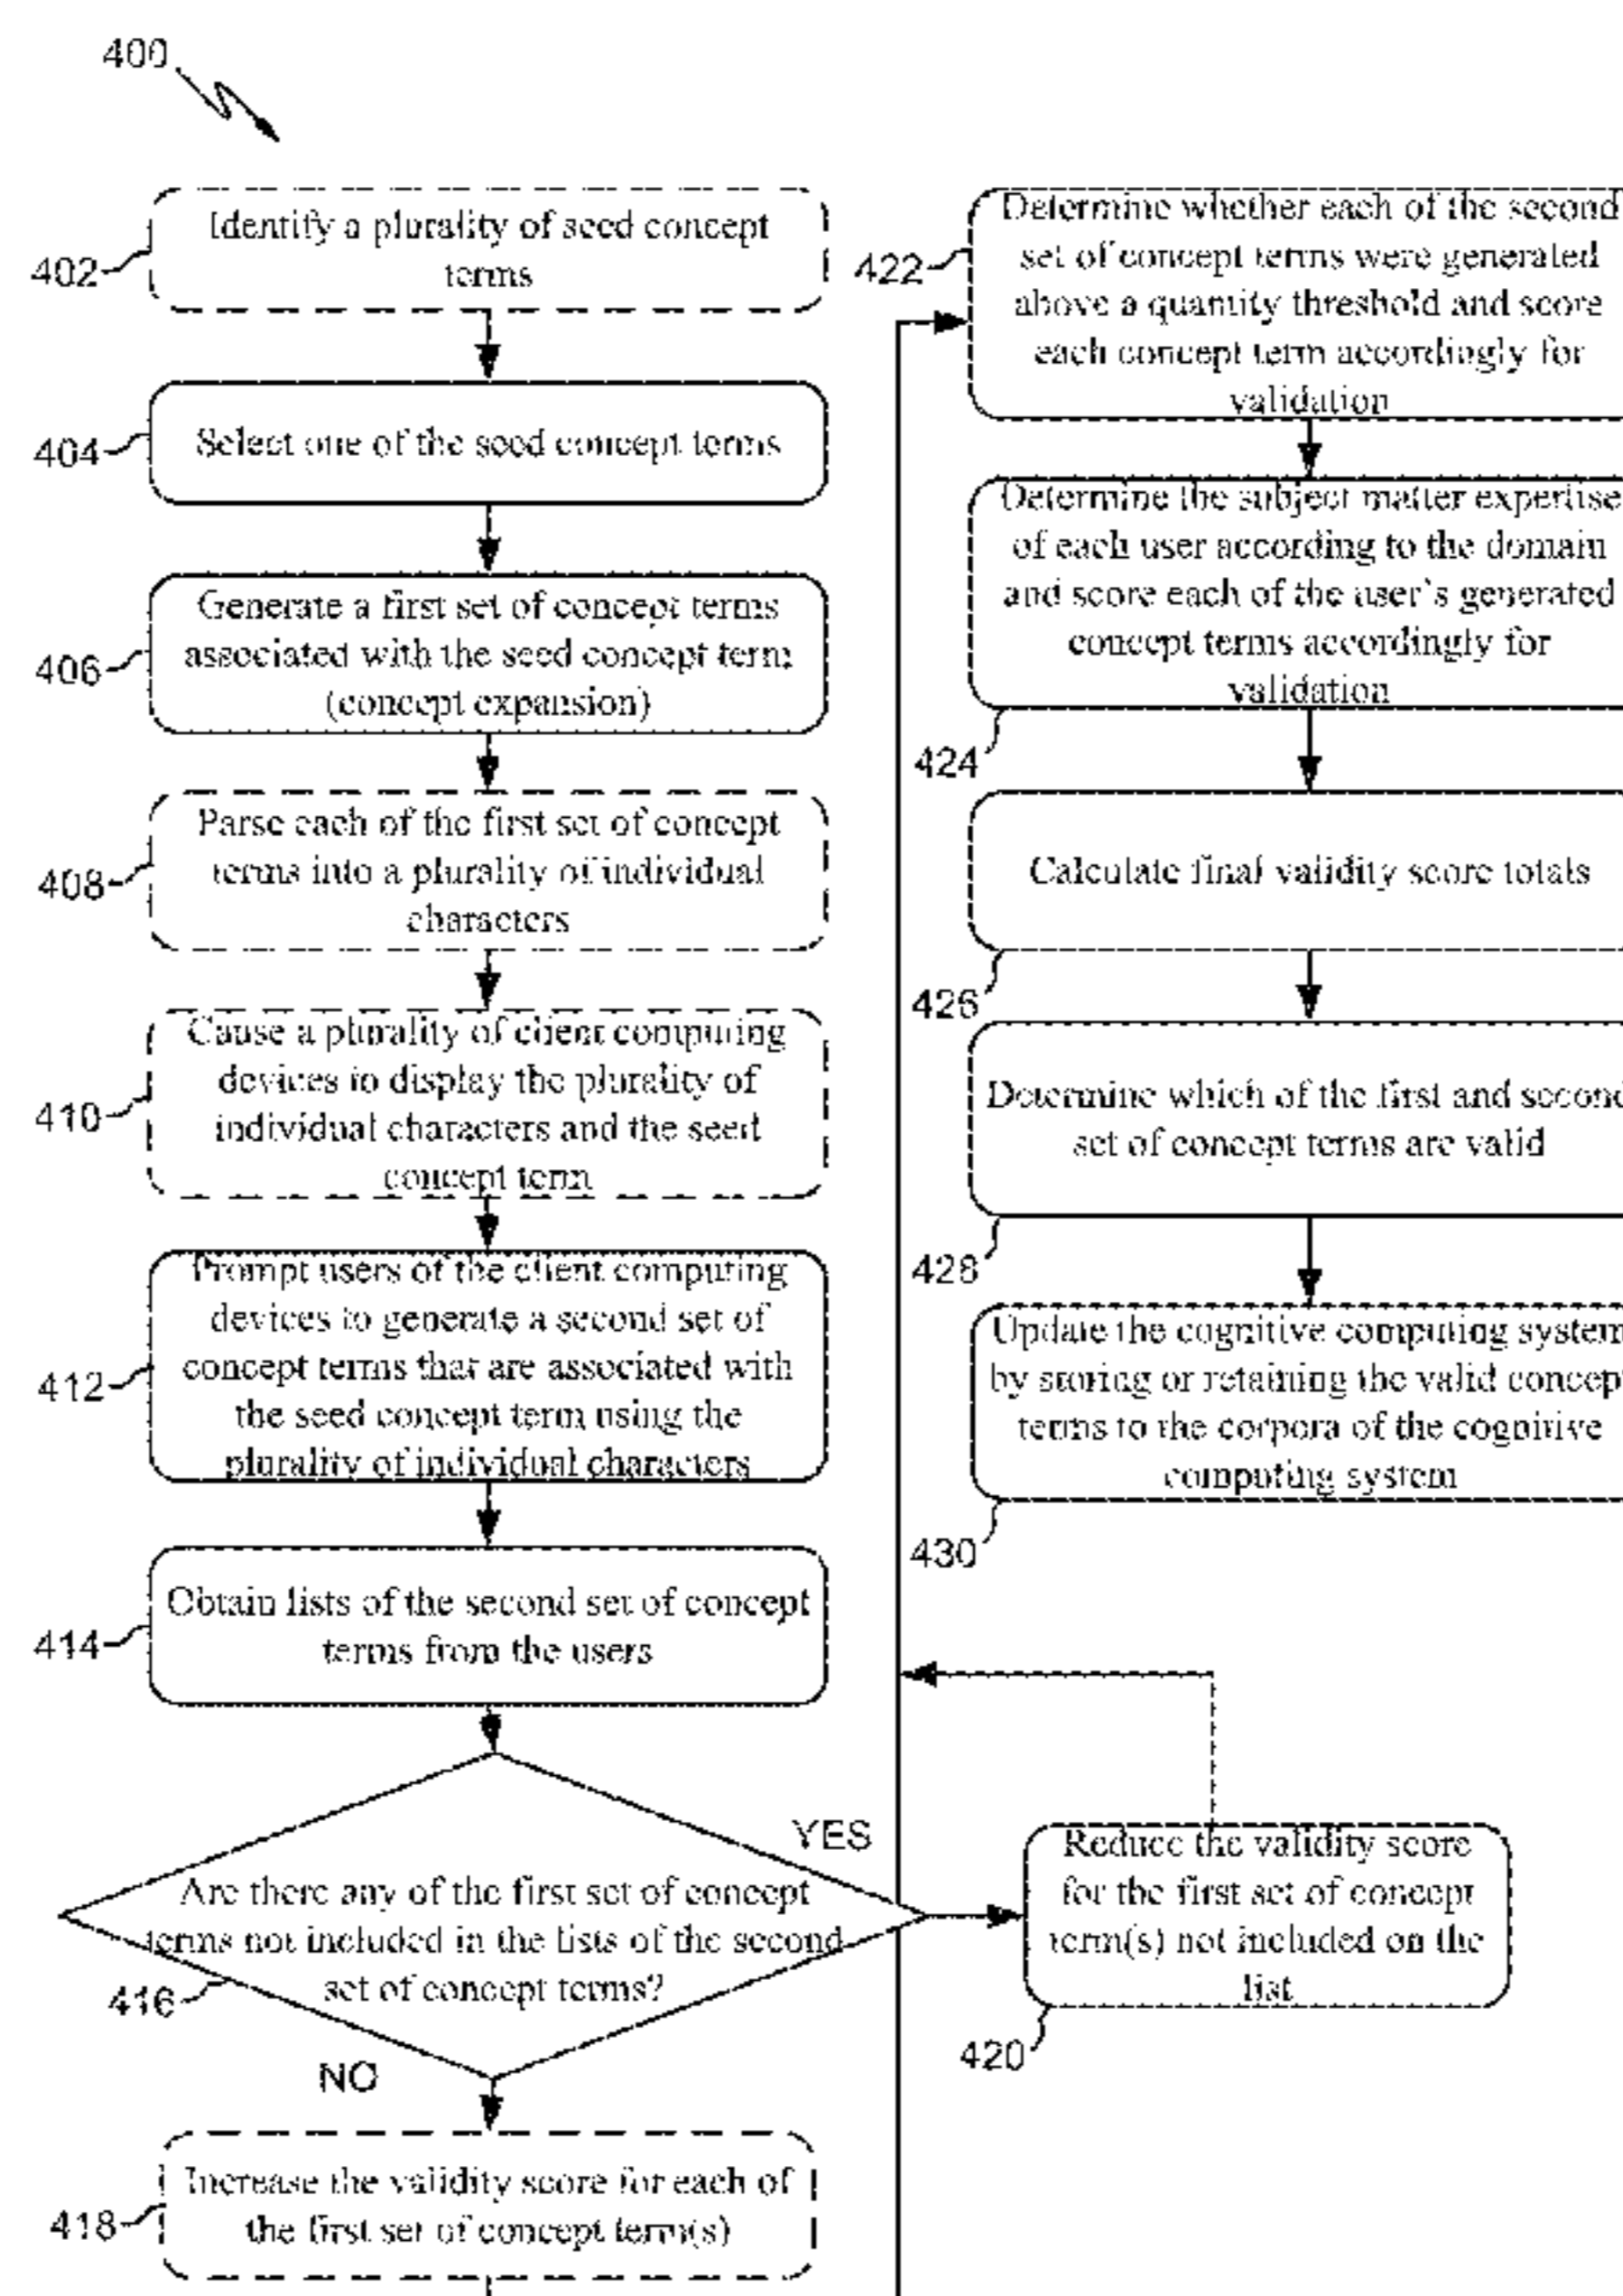 400
402
Identify a plurality of seed concept
terms
404
Select one of the seed concept terms
406
Generate a first set of concept terms
associated with the seed concept term
(concept expansion)
408
Parse each of the first set of concept
terms into a plurality of individual
characters
410
Cause a plurality of client computing
devices to display the plurality of
individual characters and the seed
concept term
412
Prompt users of the client computing
devices to generate a second set of
concept terms that are associated with
the seed concept term using the
plurality of individual characters
414
Obtain lists of the second set of concept
terms from the users
416
Are there any of the first set of concept
terms not included in the lists of the second
set of concept terms?
YES
NO
418
Increase the validity score for each of
the first set of concept term(s)
420
Reduce the validity score
for the first set of concept
term(s) not included on the
list
422
Determine whether each of the second
set of concept terms were generated
above a quantity threshold and score
each concept term accordingly for
validation
424
Determine the subject matter expertise
of each user according to the domain
and score each of the user's generated
concept terms accordingly for
validation
426
Calculate final validity score totals
428
Determine which of the first and second
set of concept terms are valid
430
Update the cognitive computing system
by storing or retaining the valid concept
terms to the corpora of the cognitive
computing system